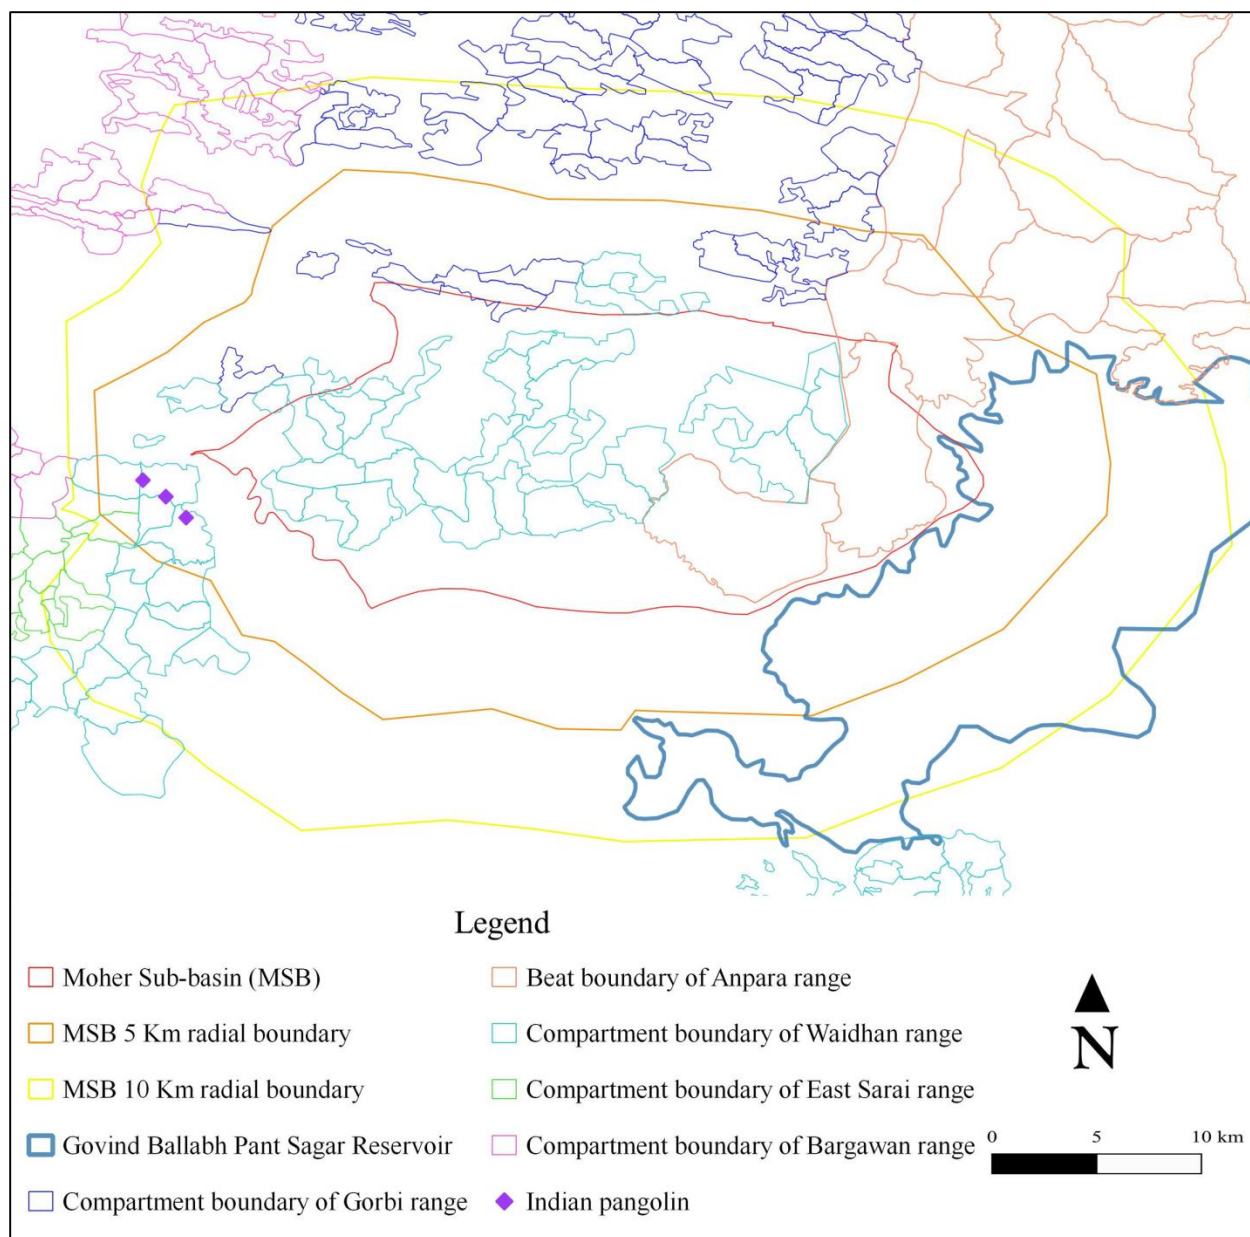 Legend
Moher Sub-basin (MSB)
MSB 5 Km radial boundary
MSB 10 Km radial boundary
Govind Ballabh Pant Sagar Reservoir
Compartment boundary of Gorbi range
Beat boundary of Anpara range
Compartment boundary of Waidhan range
Compartment boundary of East Sarai range
Compartment boundary of Bargawan range
Indian pangolin
N
0 5 10 km